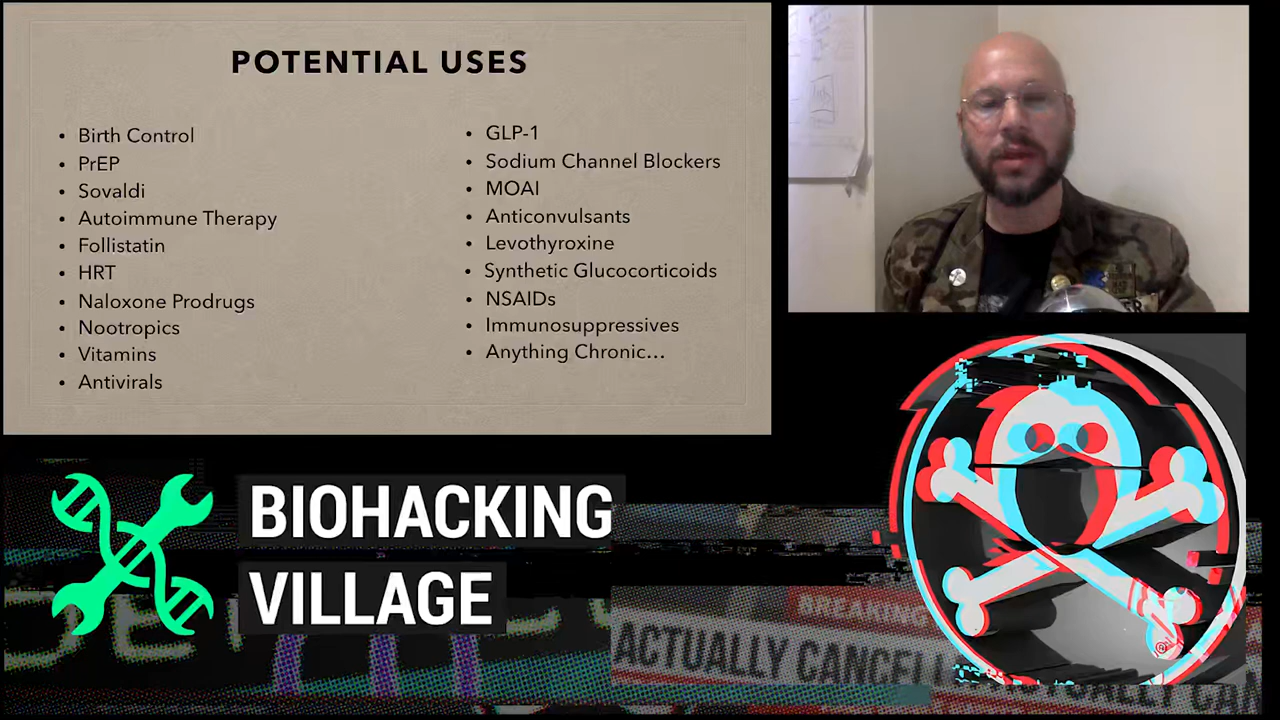 POTENTIAL USES
• Birth Control
• PrEP
• Sovaldi
• Autoimmune Therapy
• Follistatin
• HRT
• Naloxone Prodrugs
• Nootropics
• Vitamins
• Antivirals
• GLP-1
• Sodium Channel Blockers
• MOAI
• Anticonvulsants
• Levothyroxine
• Synthetic Glucocorticoids
• NSAIDs
• Immunosuppressives
• Anything Chronic...
BIOHACKING
VILLAGE
BREAKING
ACTUALLY